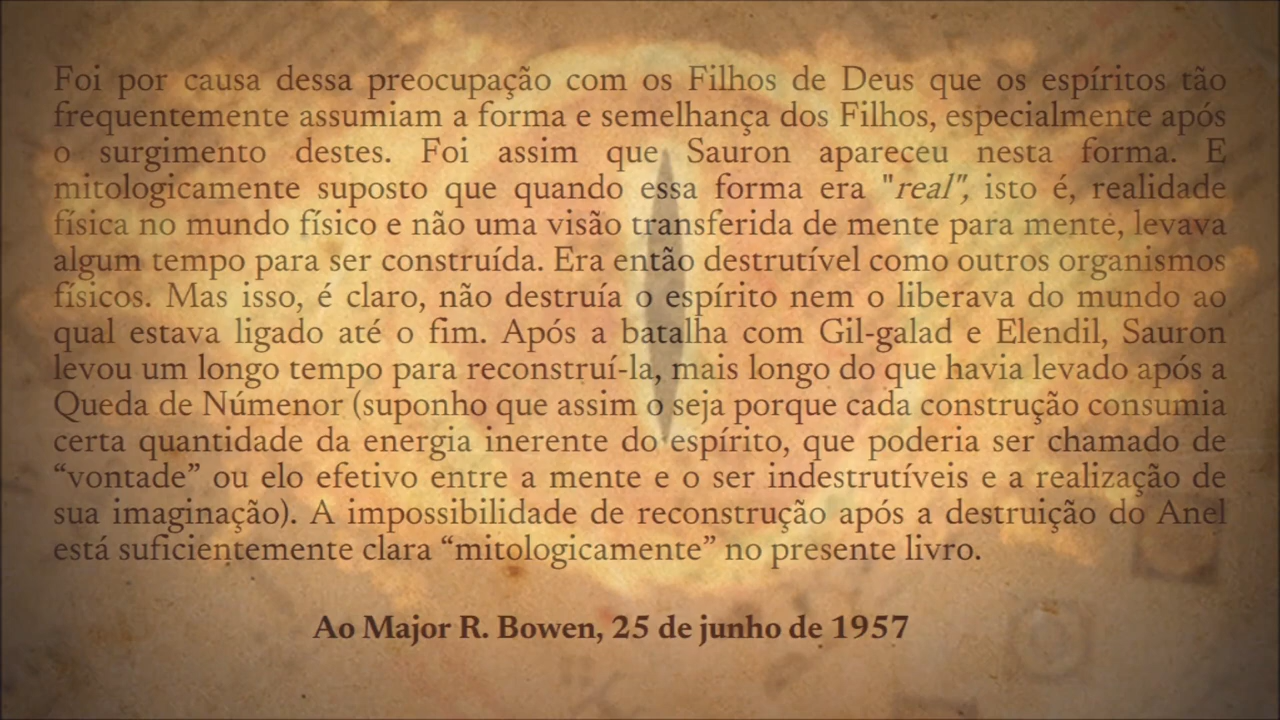 Foi por causa dessa preocupação com os Filhos de Deus que os espíritos tão
frequentemente assumiam a forma e semelhança dos Filhos, especialmente após
o surgimento destes. Foi assim que Sauron apareceu nesta forma. E
mitologicamente suposto que quando essa forma era "real", isto é, realidade
física no mundo físico e não uma visão transferida de mente para mente, levava
algum tempo para ser construída. Era então destrutível como outros organismos
físicos. Mas isso, é claro, não destruía o espírito nem o liberava do mundo ao
qual estava ligado até o fim. Após a batalha com Gil-galad e Elendil, Sauron
levou um longo tempo para reconstruí-la, mais longo do que havia levado após a
Queda de Númenor (suponho que assim o seja porque cada construção consumia
certa quantidade da energia inerente do espírito, que poderia ser chamado de
“vontade” ou elo efetivo entre a mente e o ser indestrutíveis e a realização de
sua imaginação). A impossibilidade de reconstrução após a destruição do Anel
está suficientemente clara “mitologicamente” no presente livro.
Ao Major R. Bowen, 25 de junho de 1957